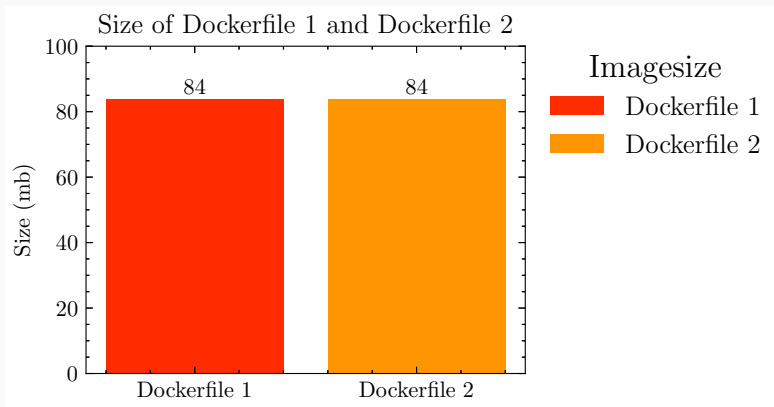 Size of Dockerfile 1 and Dockerfile 2
100
80
60
40
20
0
Size (mb)
84
84
Dockerfile 1
Dockerfile 2
Imagesize
Dockerfile 1
Dockerfile 2